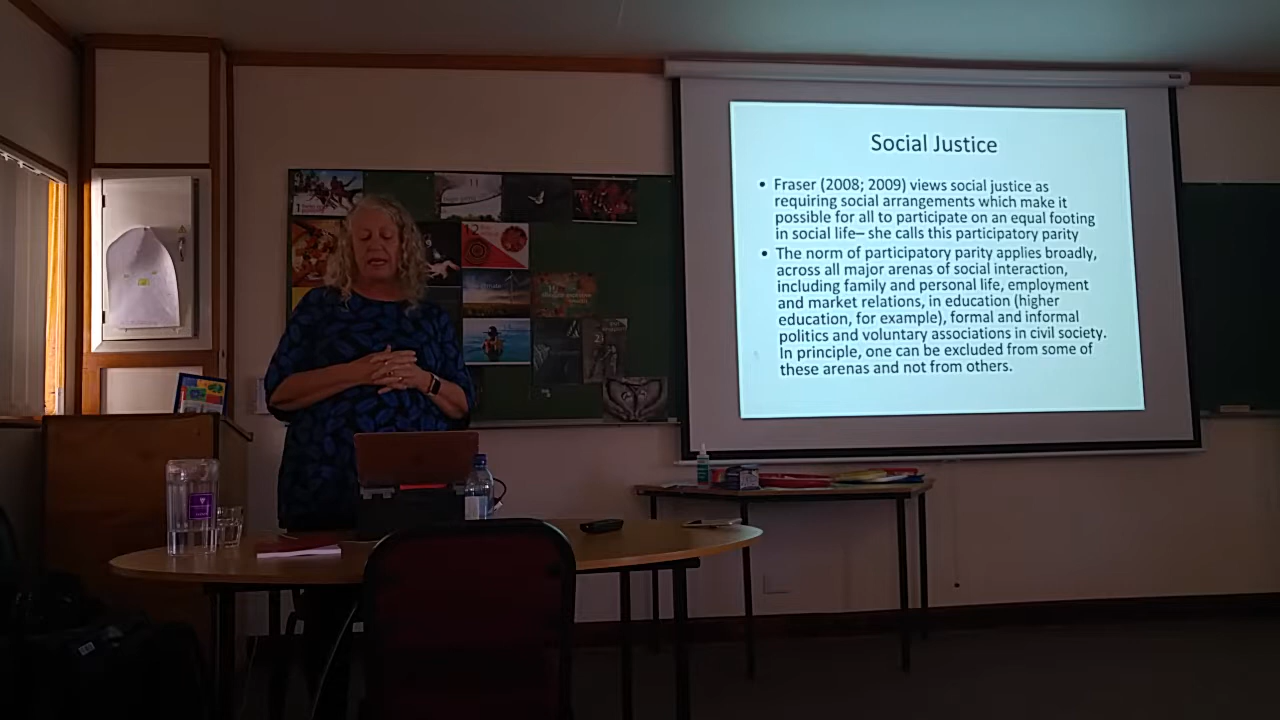 Social Justice
• Fraser (2008; 2009) views social justice as
requiring social arrangements which make it
possible for all to participate on an equal footing
in social life– she calls this participatory parity
• The norm of participatory parity applies broadly,
across all major arenas of social interaction,
including family and personal life, employment
and market relations, in education (higher
education, for example), formal and informal
politics and voluntary associations in civil society.
In principle, one can be excluded from some of
these arenas and not from others.